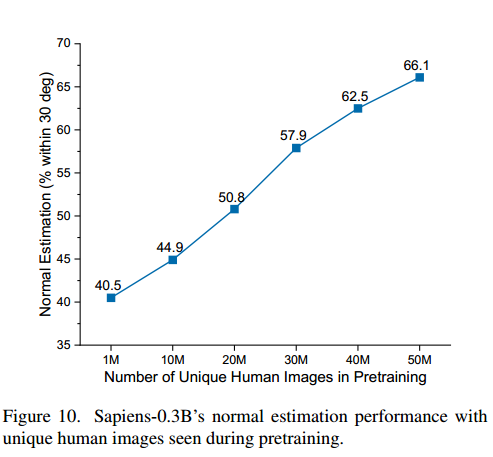 70
65
60
55
50
45
40
35
Normal Estimation (% within 30 deg)
40.5
44.9
50.8
57.9
62.5
66.1
1M 10M 20M 30M 40M 50M
Number of Unique Human Images in Pretraining
Figure 10. Sapiens-0.3B's normal estimation performance with
unique human images seen during pretraining.